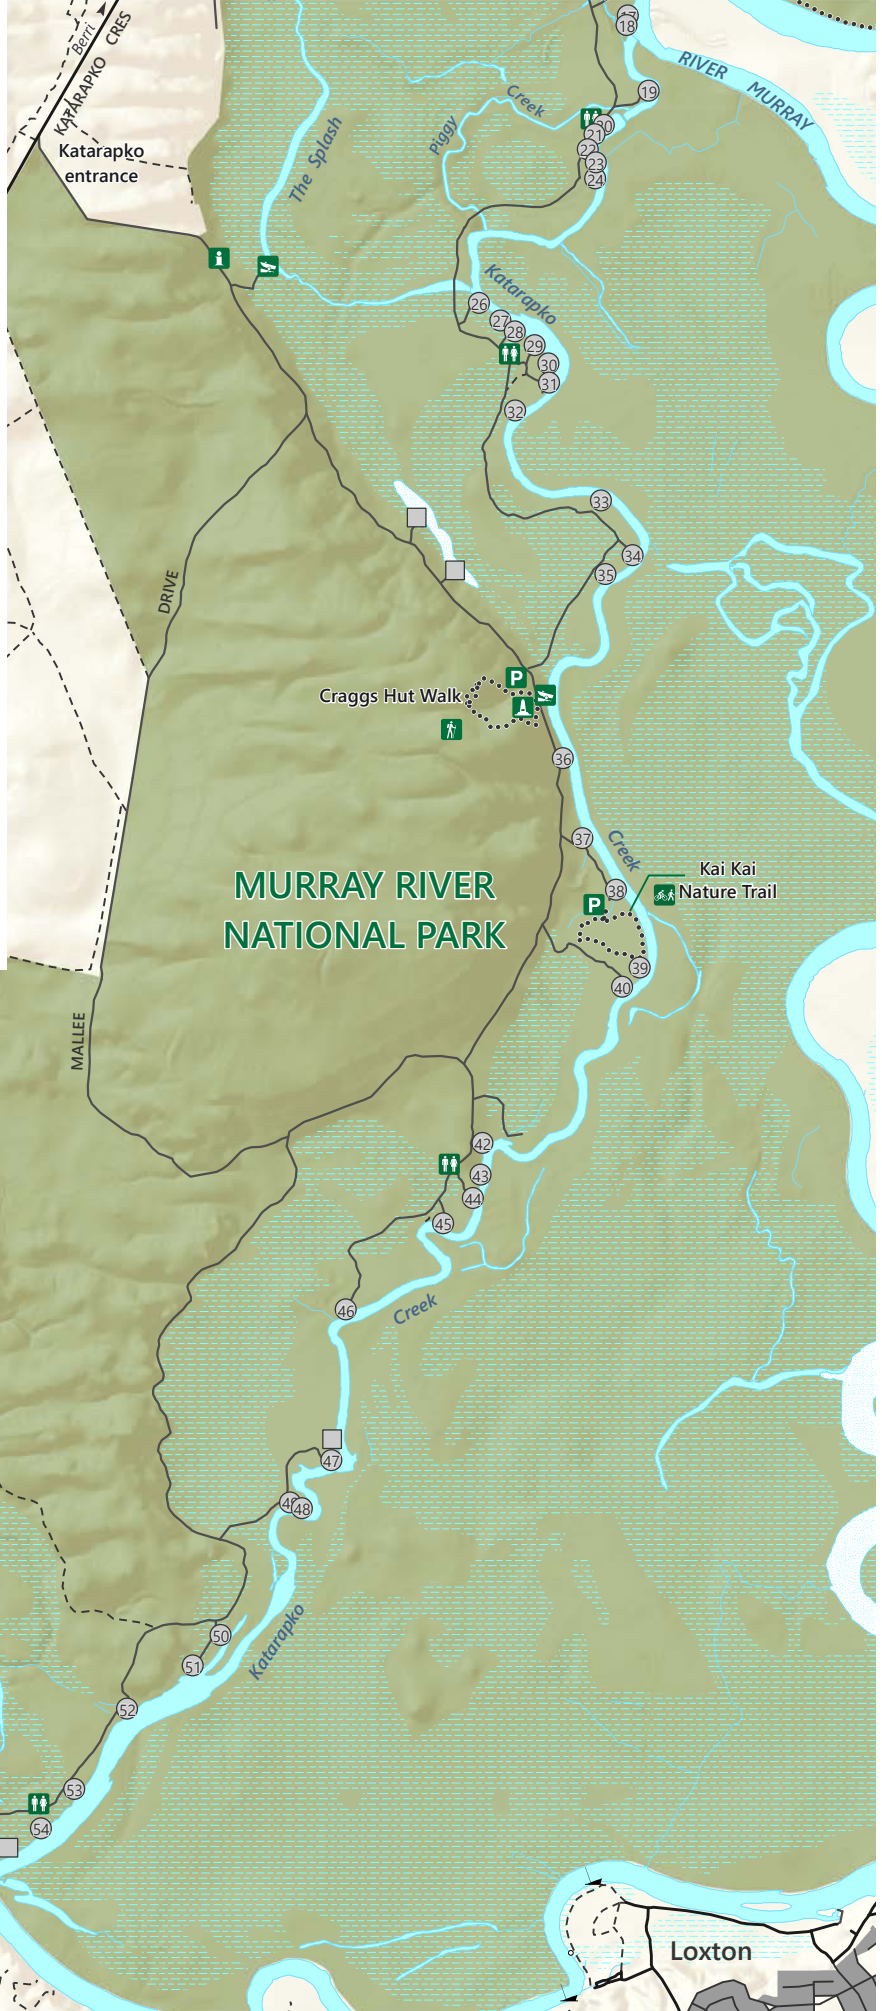 Berri
KATARAPKO CRES
Katarapko
entrance
The Splash
Piggy
Creek
RIVER MURRAY
17
18
19
20
21
22
23
24
Katarapko
26
27
28
29
30
31
32
33
34
35
DRIVE
P
Craggs Hut Walk
36
37
Creek
38
Kai Kai
Nature Trail
P
MURRAY RIVER
NATIONAL PARK
39
40
MALLEE
42
43
44
45
46
Creek
47
49
48
50
51
Katarapko
52
53
54
Loxton